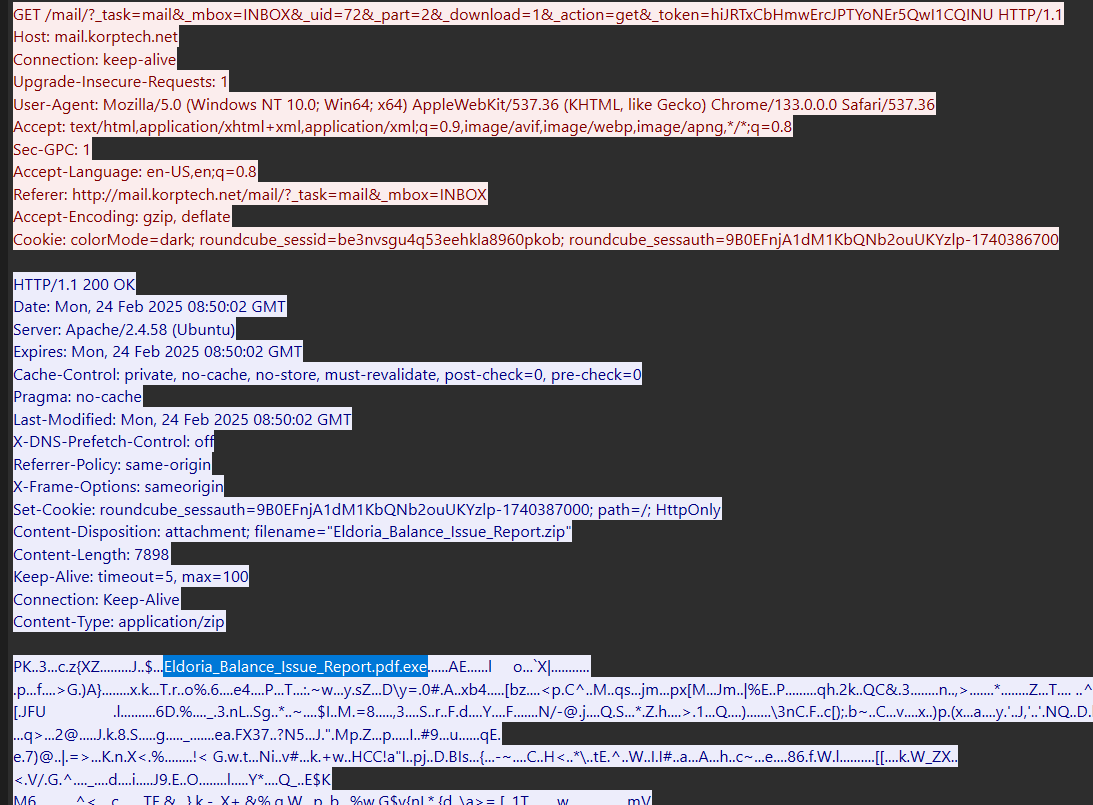 GET /mail/?_task=mail&_mbox=INBOX&_uid=72&_part=2&_download=1&_action=get&_token=hiJRTxCbHmwErcJPTYoNEr5QwI1CQINU HTTP/1.1
Host: mail.korptech.net
Connection: keep-alive
Upgrade-Insecure-Requests: 1
User-Agent: Mozilla/5.0 (Windows NT 10.0; Win64; x64) AppleWebKit/537.36 (KHTML, like Gecko) Chrome/133.0.0.0 Safari/537.36
Accept: text/html,application/xhtml+xml,application/xml;q=0.9,image/avif,image/webp,image/apng,*/*;q=0.8
Sec-GPC: 1
Accept-Language: en-US,en;q=0.8
Referer: http://mail.korptech.net/mail/?_task=mail&_mbox=INBOX
Accept-Encoding: gzip, deflate
Cookie: colorMode=dark; roundcube_sessid=be3nvsgu4q53eehkla8960pkob; roundcube_sessauth=9B0EFnjA1dM1KbQNb2ouUKYzlp-1740386700
HTTP/1.1 200 OK
Date: Mon, 24 Feb 2025 08:50:02 GMT
Server: Apache/2.4.58 (Ubuntu)
Expires: Mon, 24 Feb 2025 08:50:02 GMT
Cache-Control: private, no-cache, no-store, must-revalidate, post-check=0, pre-check=0
Pragma: no-cache
Last-Modified: Mon, 24 Feb 2025 08:50:02 GMT
X-DNS-Prefetch-Control: off
Referrer-Policy: same-origin
X-Frame-Options: sameorigin
Set-Cookie: roundcube_sessauth=9B0EFnjA1dM1KbQNb2ouUKYzlp-1740387000; path=/; HttpOnly
Content-Disposition: attachment; filename="Eldoria_Balance_Issue_Report.zip"
Content-Length: 7898
Keep-Alive: timeout=5, max=100
Connection: Keep-Alive
Content-Type: application/zip
PK..3...c.z{XZ.........J..$...Eldoria_Balance_Issue_Report.pdf.exe......AE......I o...`X|...........
.p...f....>G.)A}........x.k...T.r..o%.6....e4....P...T...:.~w...y.sZ...D\y=.0#.A..xb4.....[bz....<p.C^..M..qs...jm...px[M...Jm..|%E..P.........qh.2k..QC&.3........n..,>.......*........Z...T....
[.JFU .l..........6D.%...._.3.nL..Sg..*..~....$I..M.=8.....,3....S..r..F.d....Y....F.......N/-@.j....Q.S...*.Z.h....>.1...Q....).......\3nC.F..c[);.b~..C...v....x..)p.(x...a....y.'..J,'..'.NQ..D.
...q>...2@.....J.k.8.S.....g....._.......ea.FX37..?N5...J.".Mp.Z...p.....I..#9...u......qE.
e.7)@..|.=>...K.n.X<.%........!< G.w.t...Ni..v#...k.+w..HCC!a"I..pj..D.BIs...{...-~....C..H<..*\..tE.^..W..I.I#..a...A...h..c~...e....86.f.W.l..........[[....k.W_ZX..
<.V/.G.^....._....d....i.....J9.E..O........l.....Y*....Q_..E$K